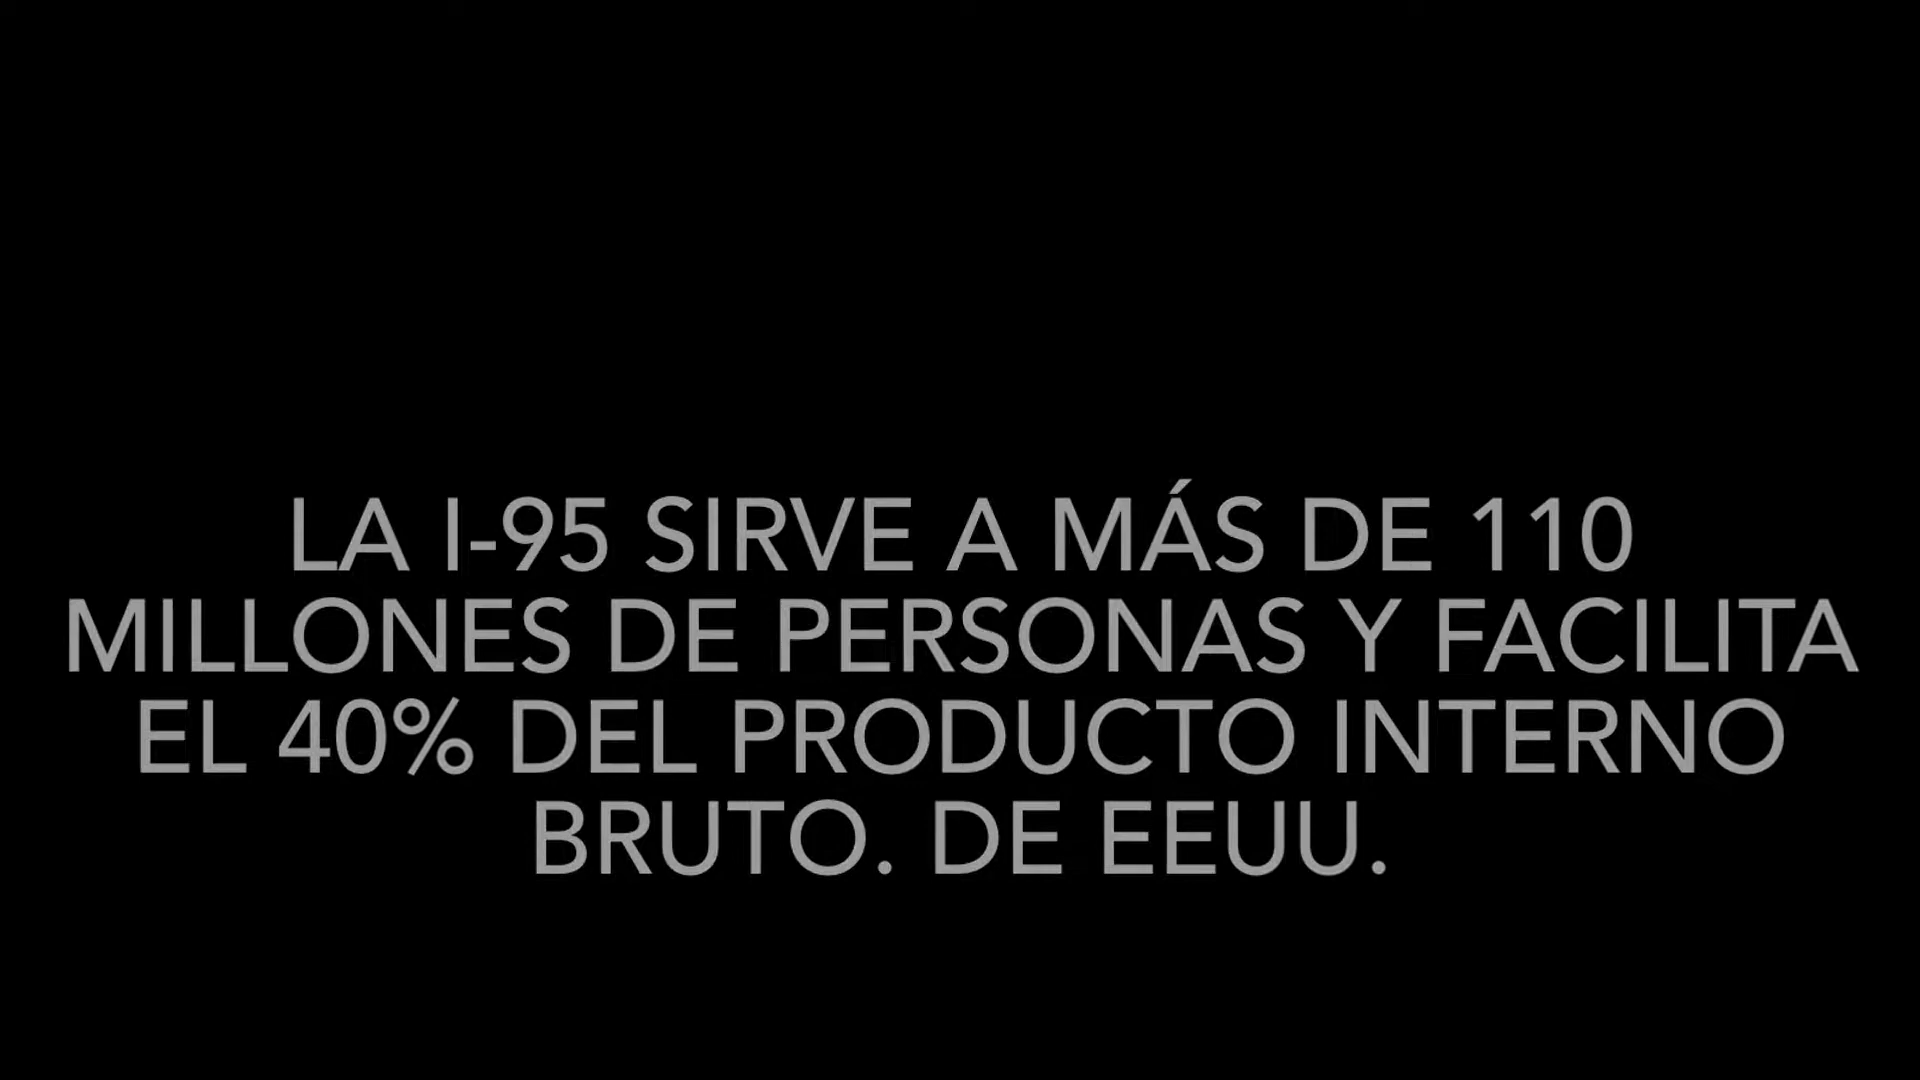 LA I-95 SIRVE A MÁS DE 110
MILLONES DE PERSONAS Y FACILITA
EL 40% DEL PRODUCTO INTERNO
BRUTO. DE EEUU.